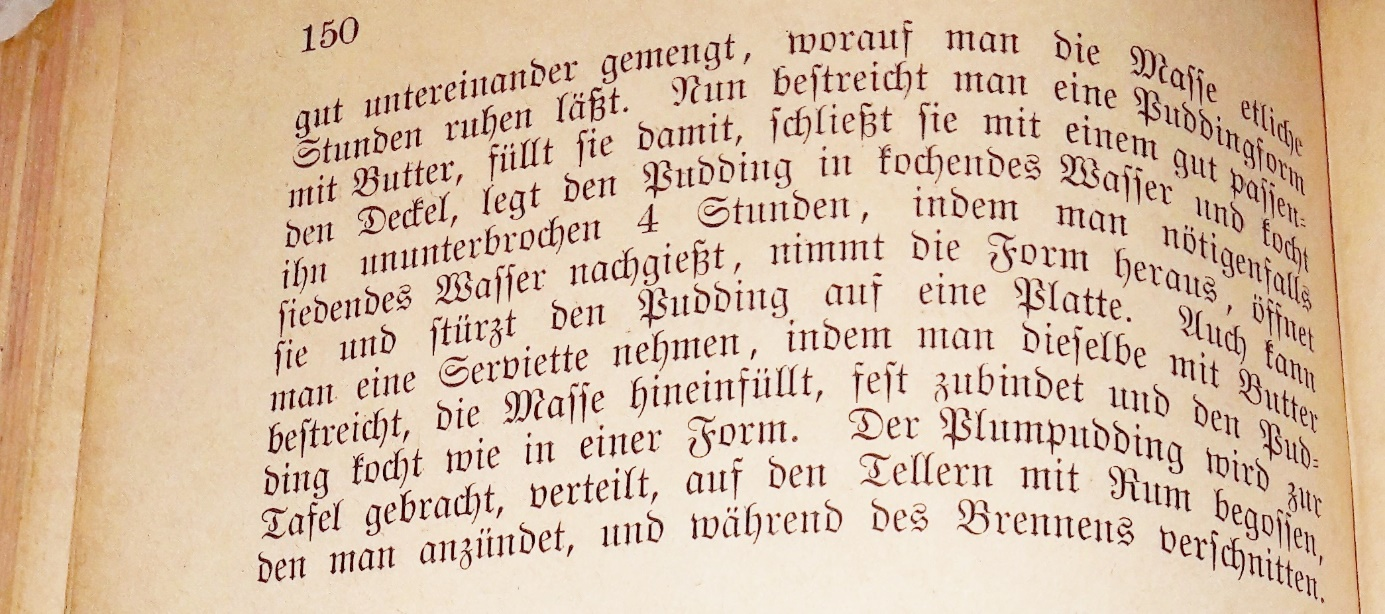 150
gut untereinander gemengt, worauf man die Masse etliche
Stunden ruhen läßt. Nun bestreicht man eine Puddingform
mit Butter, füllt sie damit, schließt sie mit einem gut passen-
den Deckel, legt den Pudding in kochendes Wasser und kocht
ihn ununterbrochen 4 Stunden, indem man nötigenfalls
siedendes Wasser nachgießt, nimmt die Form heraus, öffnet
sie und stürzt den Pudding auf eine Platte. Auch kann
man eine Serviette nehmen, indem man dieselbe mit Butter
bestreicht, die Masse hineinfüllt, fest zubindet und den Pud-
ding kocht wie in einer Form. Der Plumpudding wird zur
Tafel gebracht, verteilt, auf den Tellern mit Rum begossen,
den man anzündet, und während des Brennens verschnitten.